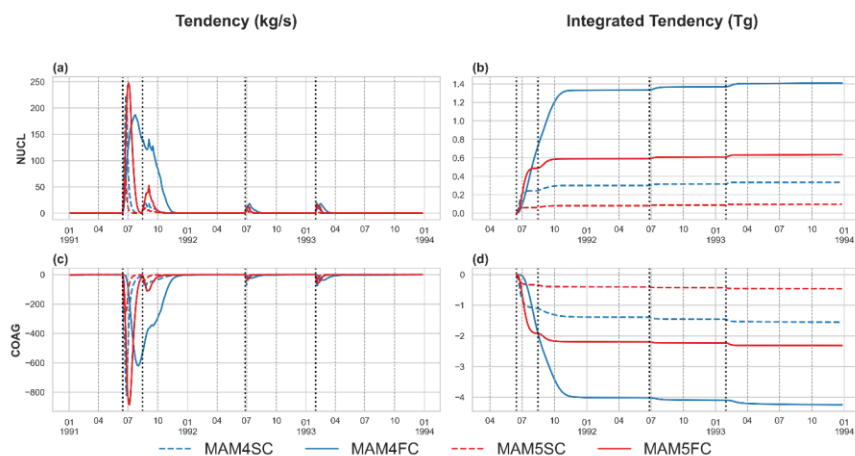 Tendency (kg/s)
Integrated Tendency (Tg)
(a)
250
200
150
100
50
0
NUCL
01 04 07 10 01 04 07 10 01 04 07 10 01
1991 1992 1993 1994
(b)
1.4
1.2
1.0
0.8
0.6
0.4
0.2
0.0
07 10 01 04 07 10 01 04 07 10 01
1992 1993 1994
(c)
0
−200
−400
−600
−800
COAG
01 04 07 10 01 04 07 10 01 04 07 10 01
1991 1992 1993 1994
(d)
0
−1
−2
−3
−4
07 10 01 04 07 10 01 04 07 10 01
1992 1993 1994
MAM4SC MAM4FC MAM5SC MAM5FC